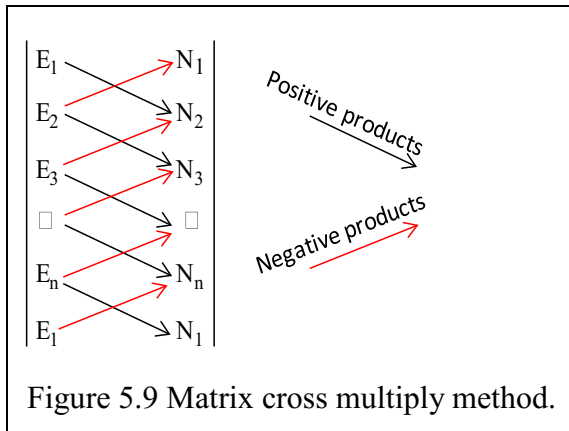 E₁ N₁
E₂ N₂
E₃ N₃
□ □
Eₙ Nₙ
E₁ N₁
Positive products
Negative products
Figure 5.9 Matrix cross multiply method.